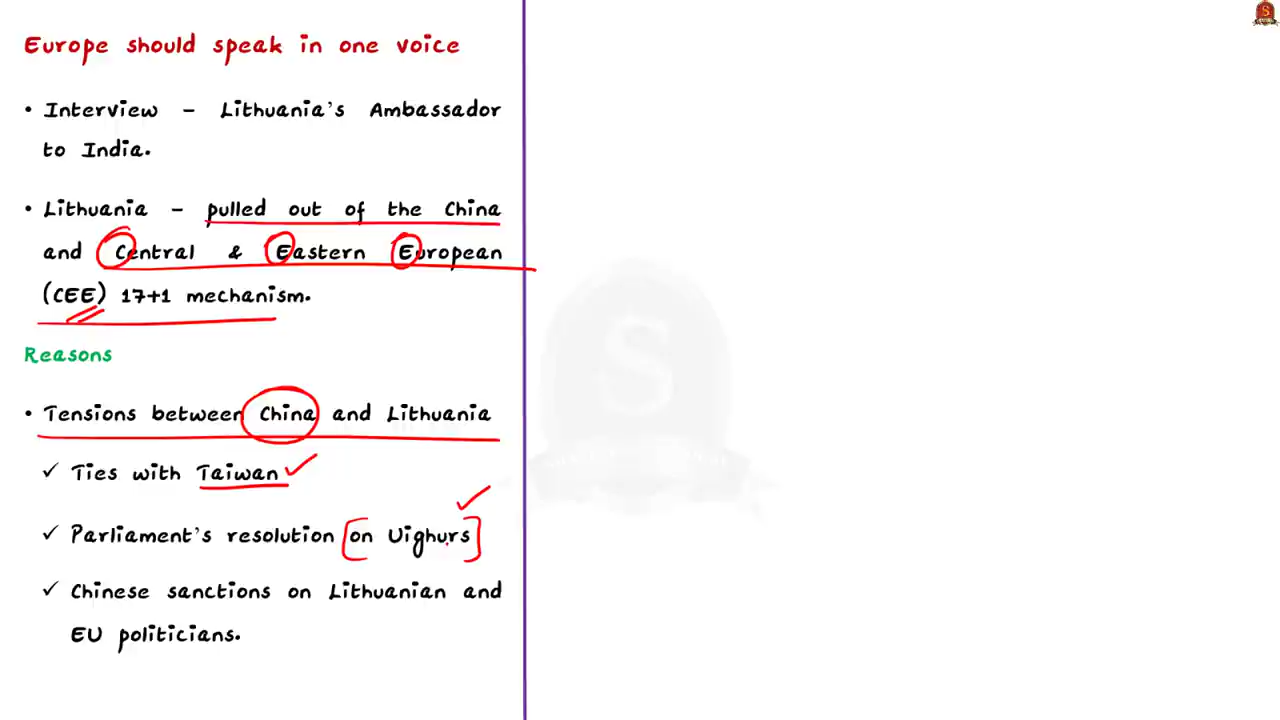 Europe should speak in one voice
• Interview – Lithuania's Ambassador
to India.
• Lithuania – pulled out of the China
and Central & Eastern European
(CEE) 17+1 mechanism.
Reasons
• Tensions between China and Lithuania
✓ Ties with Taiwan
✓ Parliament's resolution [on Uighurs]
✓ Chinese sanctions on Lithuanian and
EU politicians.
S
S